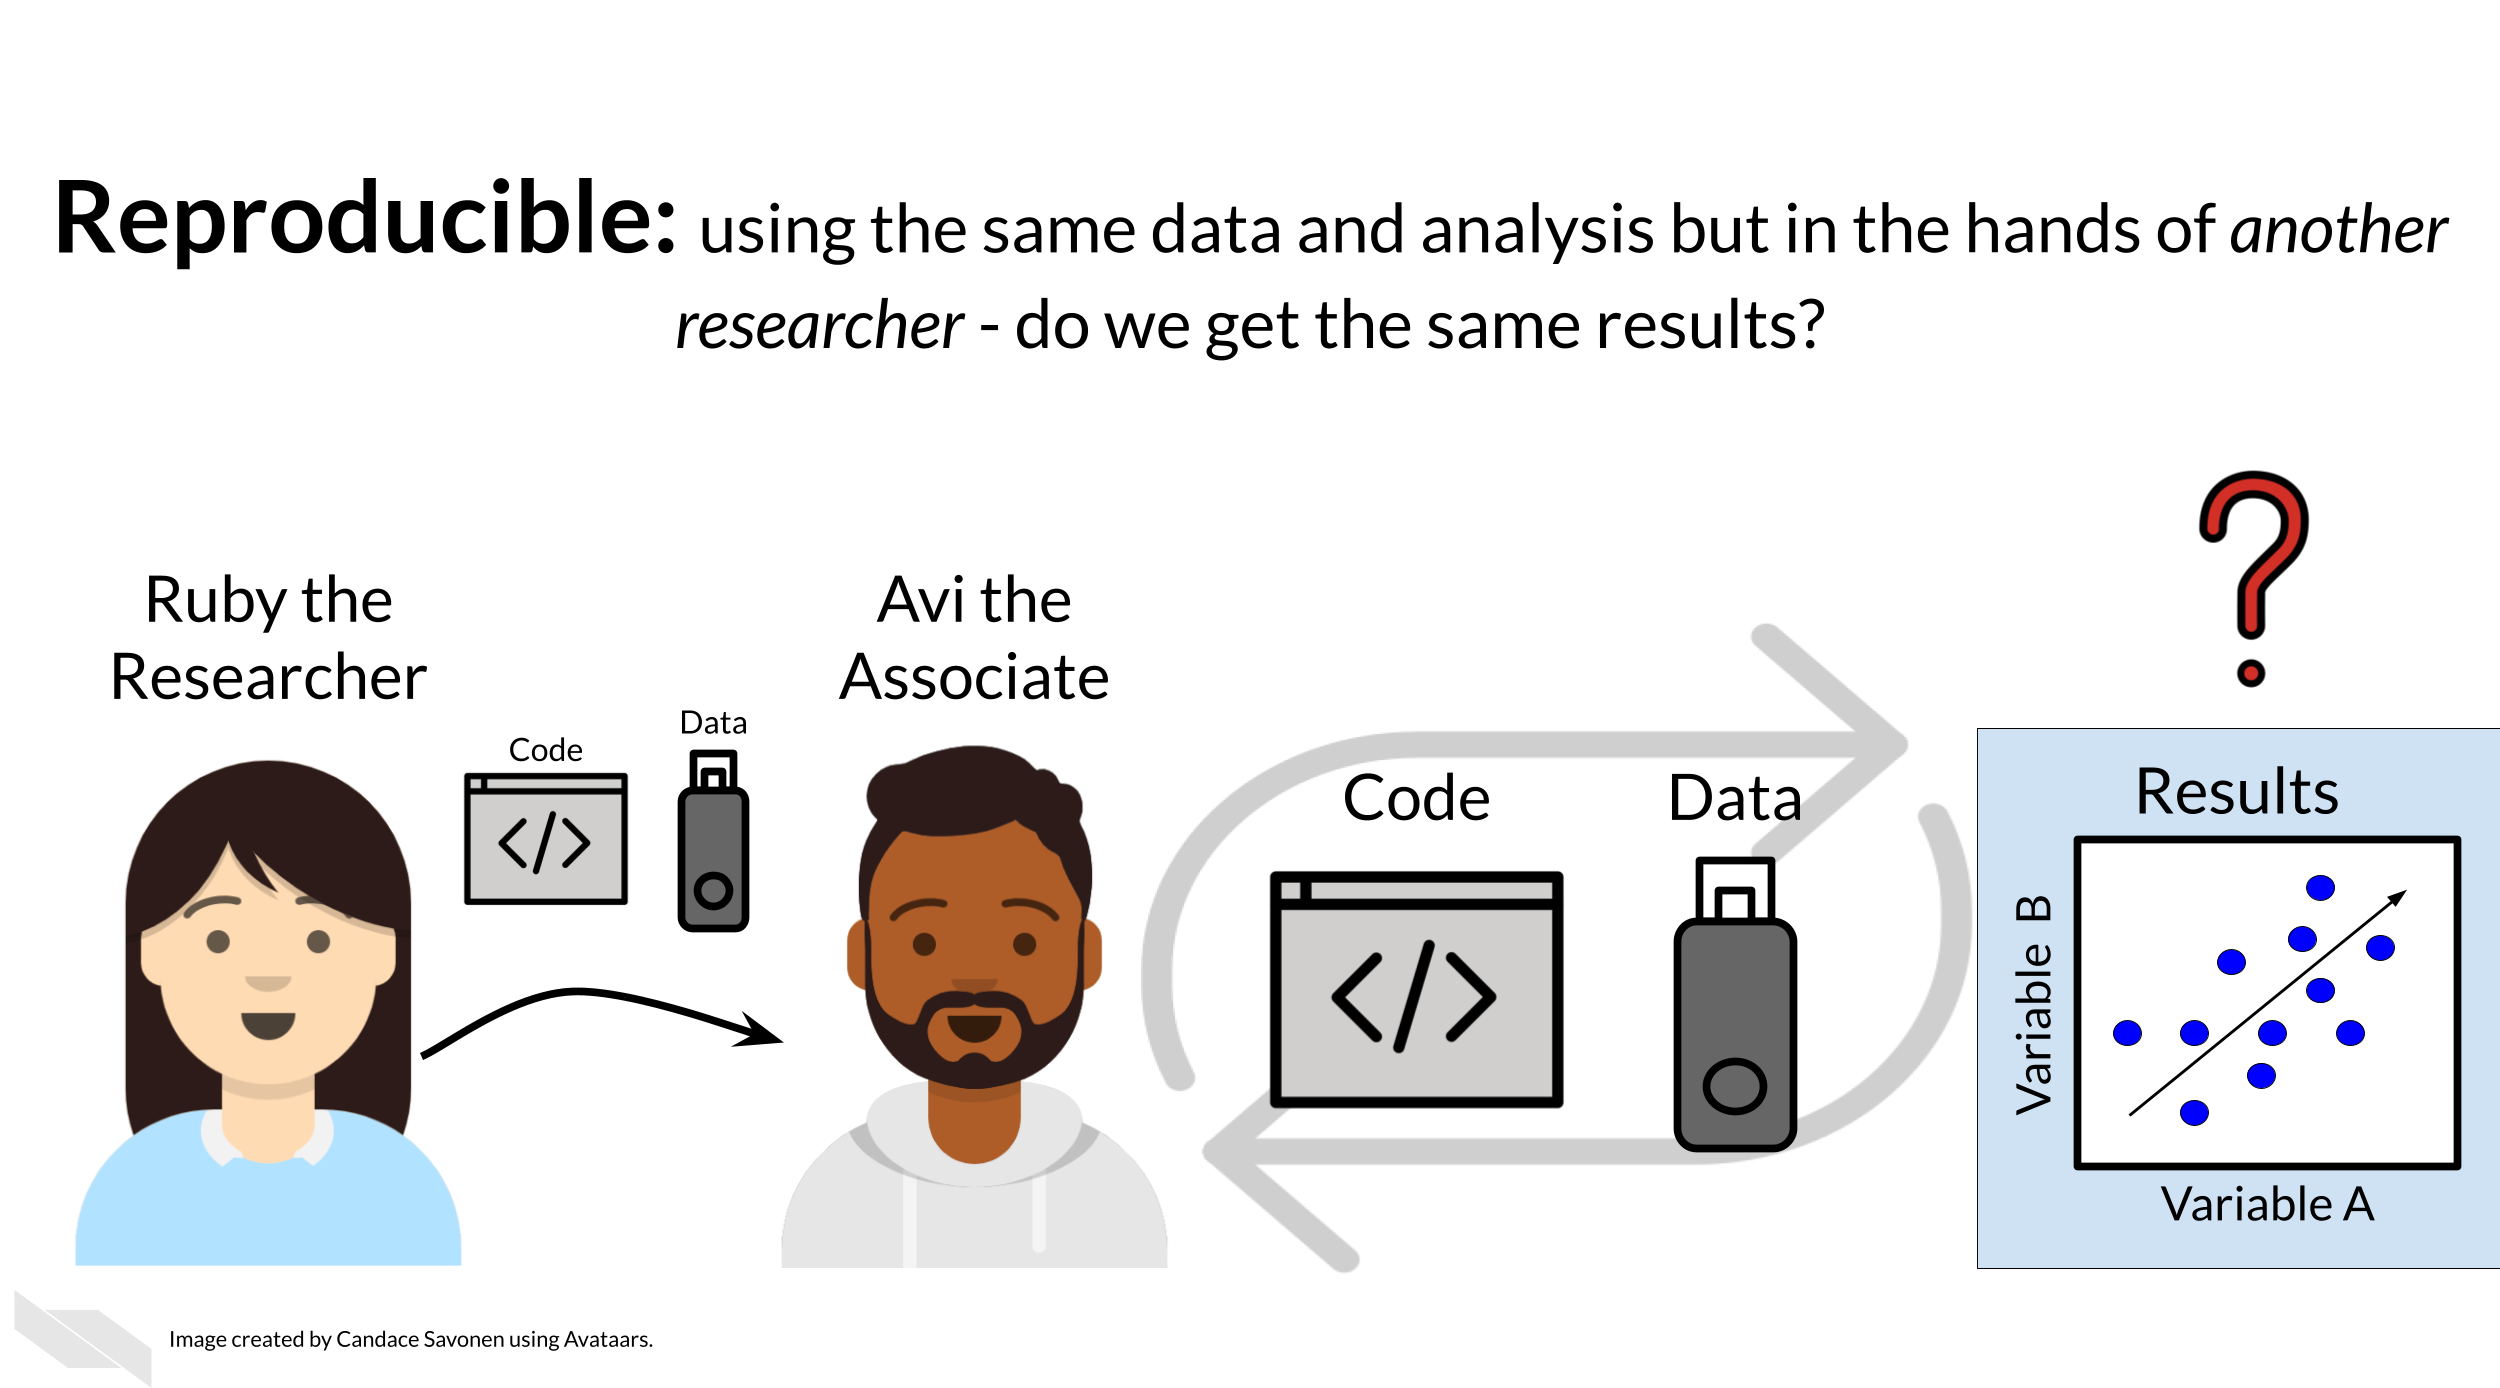 Reproducible: using the same data and analysis but in the hands of another
researcher - do we get the same results?
Ruby the
Researcher
Code
Data
Avi the
Associate
Code
Data
Results
Variable B
Variable A
Image created by Candace Savonen using Avataars.